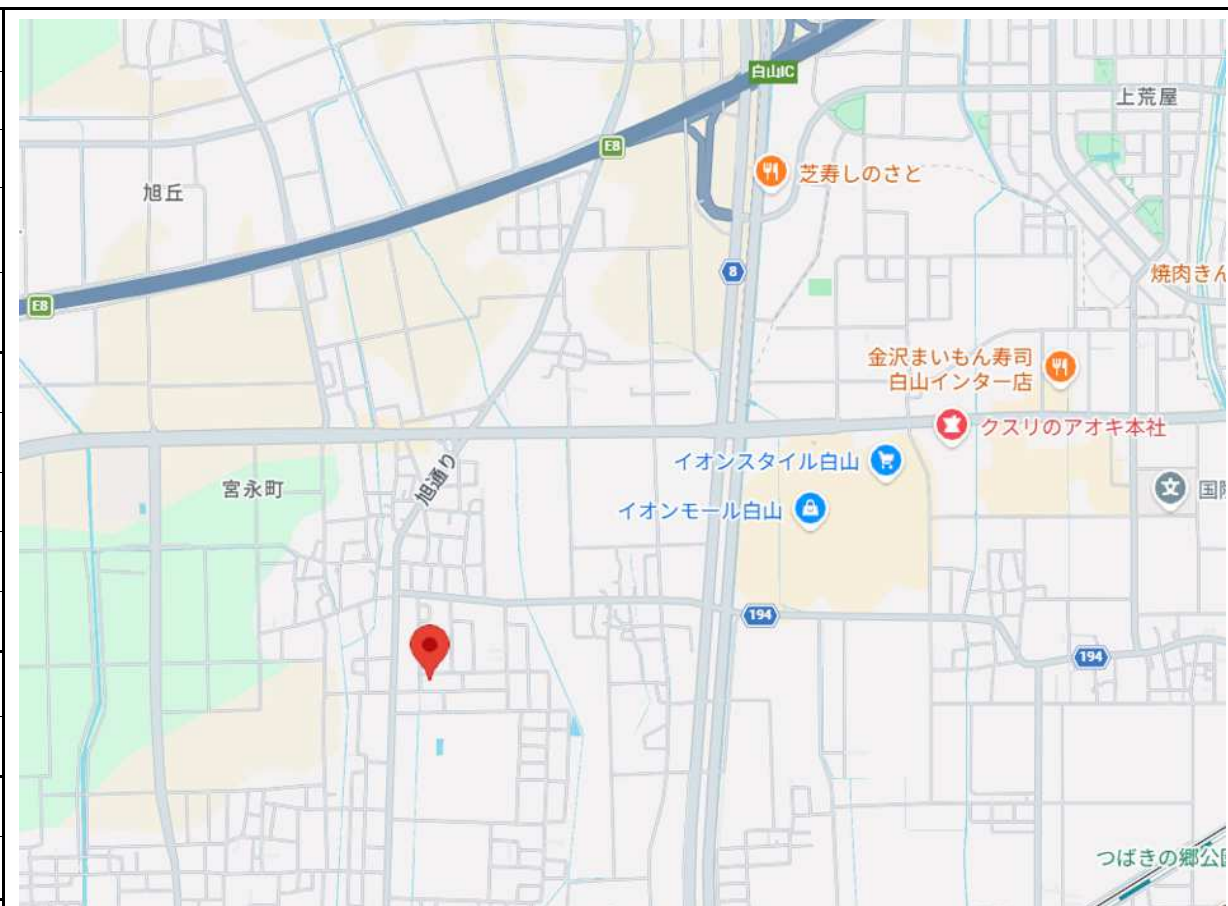 白山IC
上荒屋
E8
芝寿しのさと
旭丘
8
焼肉きん
E8
金沢まいもん寿司
白山インター店
クスリのアオキ本社
旭通り
イオンスタイル白山
宮永町
国際
イオンモール白山
194
194
つばきの郷公園